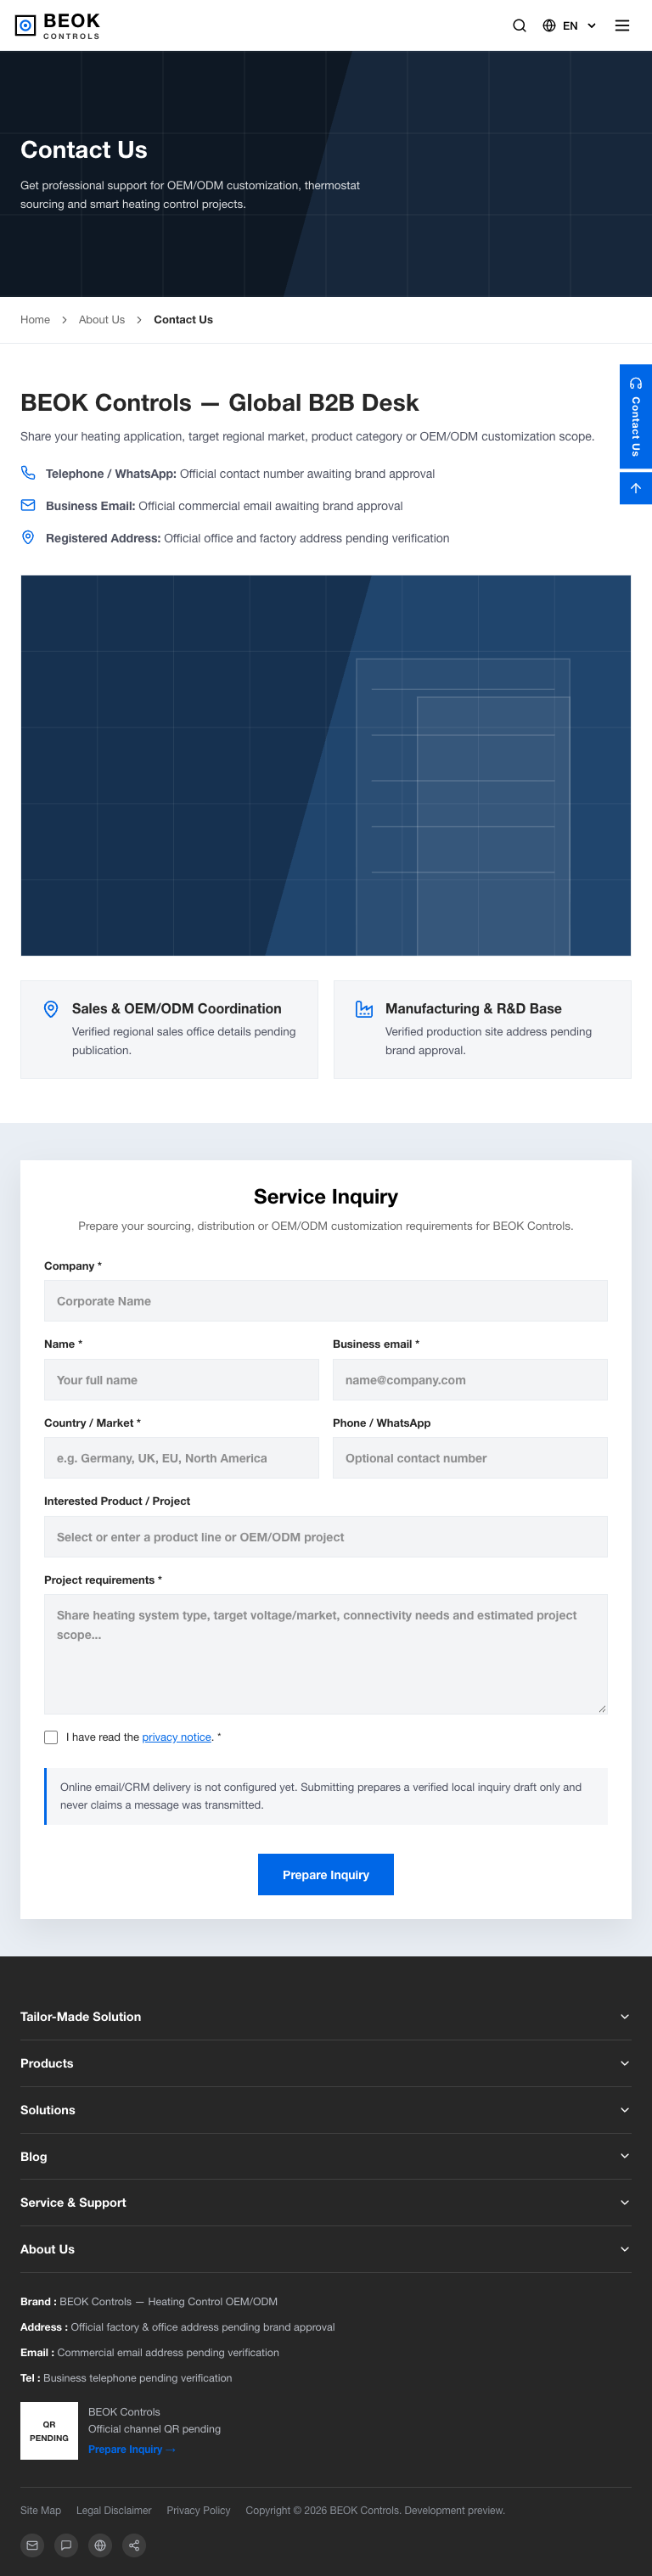 BEOK
CONTROLS
EN
Contact Us
Get professional support for OEM/ODM customization, thermostat
sourcing and smart heating control projects.
Home > About Us > Contact Us
Contact Us
BEOK Controls — Global B2B Desk
Share your heating application, target regional market, product category or OEM/ODM customization scope.
Telephone / WhatsApp: Official contact number awaiting brand approval
Business Email: Official commercial email awaiting brand approval
Registered Address: Official office and factory address pending verification
Sales & OEM/ODM Coordination
Verified regional sales office details pending
publication.
Manufacturing & R&D Base
Verified production site address pending
brand approval.
Service Inquiry
Prepare your sourcing, distribution or OEM/ODM customization requirements for BEOK Controls.
Company *
Corporate Name
Name *
Your full name
Business email *
name@company.com
Country / Market *
e.g. Germany, UK, EU, North America
Phone / WhatsApp
Optional contact number
Interested Product / Project
Select or enter a product line or OEM/ODM project
Project requirements *
Share heating system type, target voltage/market, connectivity needs and estimated project
scope...
I have read the privacy notice. *
Online email/CRM delivery is not configured yet. Submitting prepares a verified local inquiry draft only and
never claims a message was transmitted.
Prepare Inquiry
Tailor-Made Solution
Products
Solutions
Blog
Service & Support
About Us
Brand : BEOK Controls — Heating Control OEM/ODM
Address : Official factory & office address pending brand approval
Email : Commercial email address pending verification
Tel : Business telephone pending verification
QR
PENDING
BEOK Controls
Official channel QR pending
Prepare Inquiry →
Site Map Legal Disclaimer Privacy Policy Copyright © 2026 BEOK Controls. Development preview.